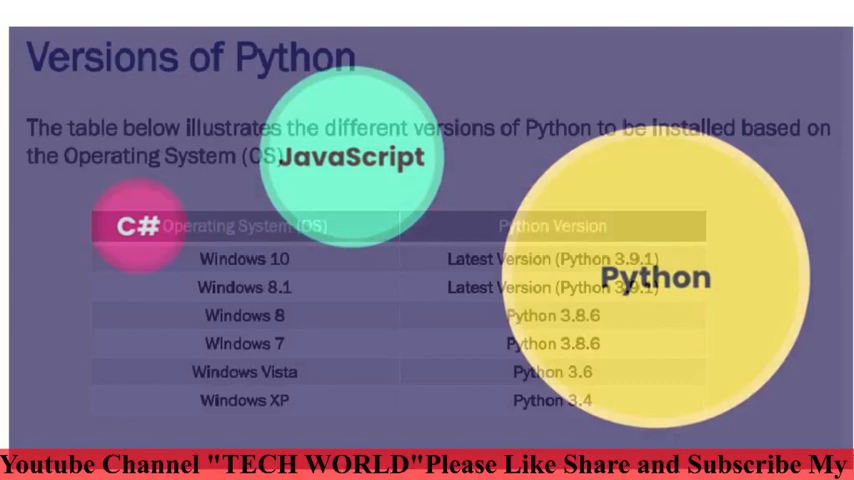 Versions of Python
The table below illustrates the different versions of Python to be installed based on
the Operating System (OS)
JavaScript
C#
Operating System (OS) Python Version
Windows 10 Latest Version (Python 3.9.1)
Windows 8.1 Latest Version (Python 3.9.1)
Python
Windows 8 Python 3.8.6
Windows 7 Python 3.8.6
Windows Vista Python 3.6
Windows XP Python 3.4
Youtube Channel "TECH WORLD"Please Like Share and Subscribe My